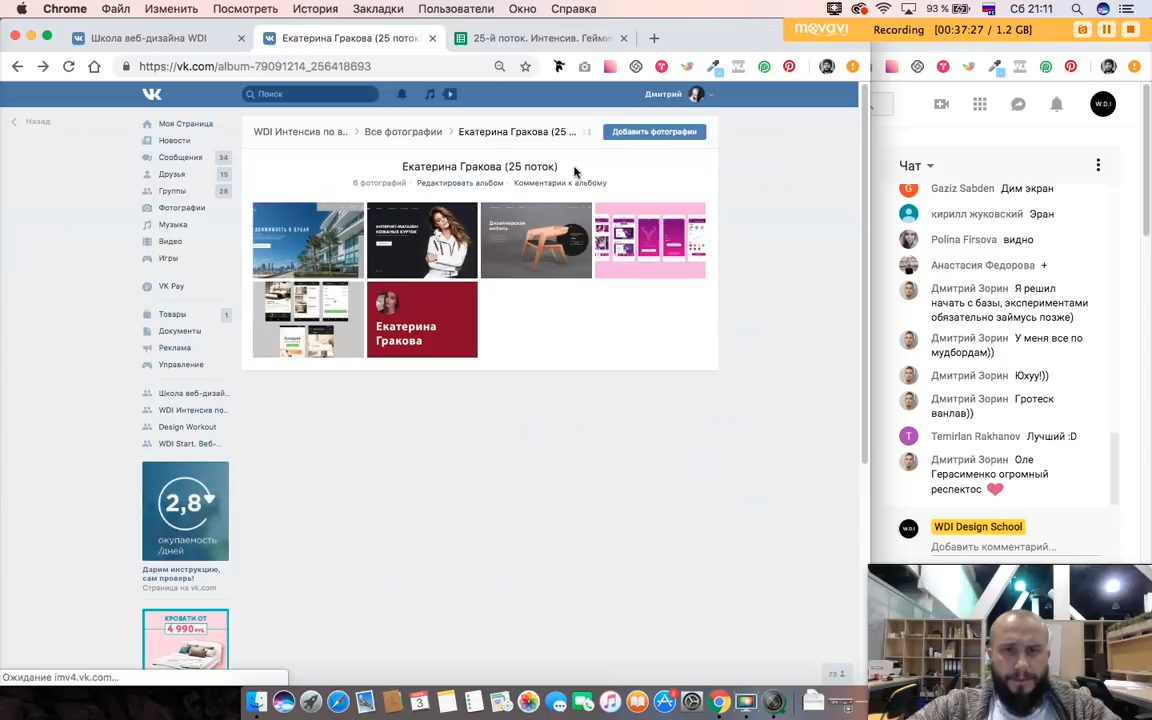 Chrome Файл Изменить Посмотреть История Закладки Пользователи Окно Справка
93 % Сб 21:11
movavi Recording [00:37:27 / 1.2 GB]
Школа веб-дизайна WDI
Екатерина Гракова (25 поток
25-й поток. Интенсив. Гейми
https://vk.com/album-79091214_256418693
Поиск
Дмитрий
Назад
Моя Страница
Новости
Сообщения 54
Друзья 15
Группы 28
Фотографии
Музыка
Видео
Игры
VK Pay
Товары 1
Документы
Реклама
Управление
Школа веб-дизай..
WDI Интенсив по..
Design Workout
WDI Start. Веб-..
2,8
окупаемость
/дней
Дарим инструкцию,
сам проверь!
Страница на vk.com
КРОВАТИ ОТ
4 990 РУБ.
WDI Интенсив по в.. > Все фотографии > Екатерина Гракова (25 ...
Добавить фотографии
Екатерина Гракова (25 поток)
6 фотографий · Редактировать альбом · Комментарии к альбому
ИНТЕРНЕТ-МАГАЗИН
КОЖАНЫХ КУРТОК
Дизайнерская
мебель
Екатерина
Гракова
73
Ожидание imv4.vk.com...
W.D.I
Чат
Gaziz Sabden Дим экран
кирилл жуковский Эран
Polina Firsova видно
Анастасия Федорова +
Дмитрий Зорин Я решил
начать с базы, экспериментами
обязательно займусь позже)
Дмитрий Зорин У меня все по
мудбордам))
Дмитрий Зорин Юхуу!))
Дмитрий Зорин Гротеск
ванлав))
Temirlan Rakhanov Лучший :D
Дмитрий Зорин Оле
Герасименко огромный
респектос
WDI Design School
Добавить комментарий...